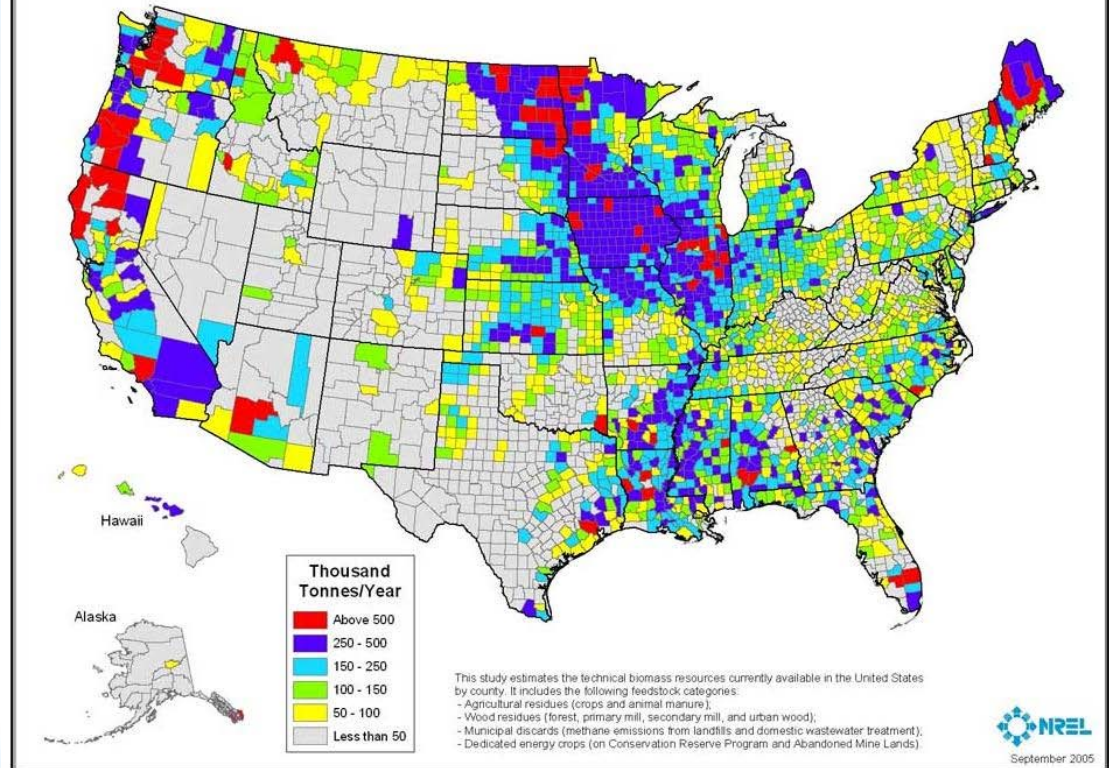 Hawaii
Alaska
Thousand
Tonnes/Year
Above 500
250 - 500
150 - 250
100 - 150
50 - 100
Less than 50
This study estimates the technical biomass resources currently available in the United States
by county. It includes the following feedstock categories:
- Agricultural residues (crops and animal manure);
- Wood residues (forest, primary mill, secondary mill, and urban wood);
- Municipal discards (methane emissions from landfills and domestic wastewater treatment);
- Dedicated energy crops (on Conservation Reserve Program and Abandoned Mine Lands).
NREL
September 2005